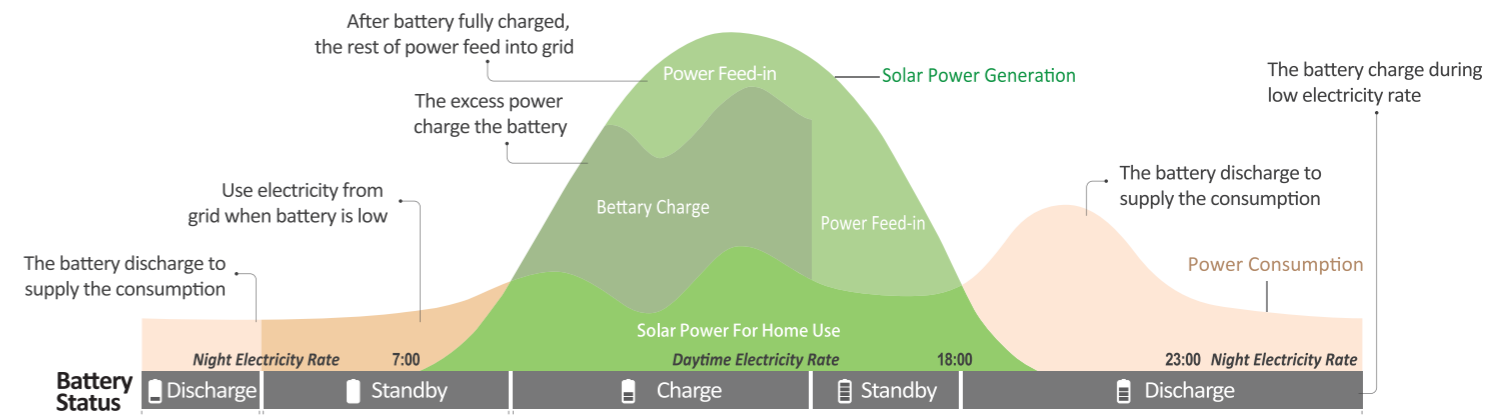 After battery fully charged,
the rest of power feed into grid
Power Feed-in
Solar Power Generation
The battery charge during
low electricity rate
The excess power
charge the battery
The battery discharge to
supply the consumption
Use electricity from
grid when battery is low
Bettary Charge
Power Feed-in
The battery discharge to
supply the consumption
Power Consumption
Solar Power For Home Use
Night Electricity Rate
7:00
Daytime Electricity Rate
18:00
23:00
Night Electricity Rate
Battery
Status
Discharge
Standby
Charge
Standby
Discharge